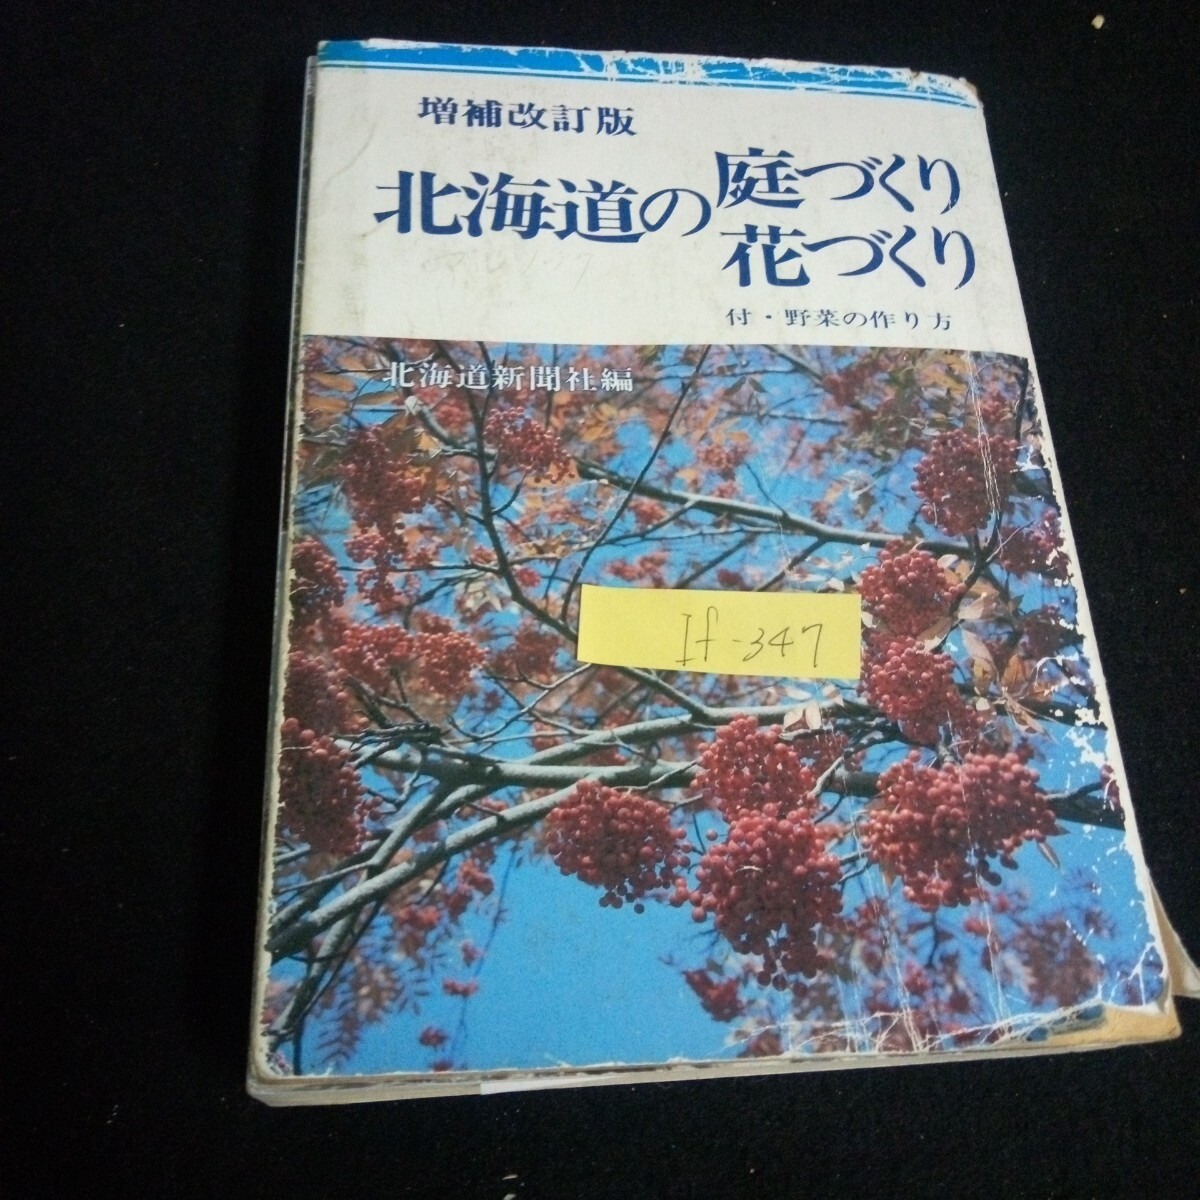 増補改訂版
北海道の庭づくり
花づくり
付・野菜の作り方
北海道新聞社編
If-347